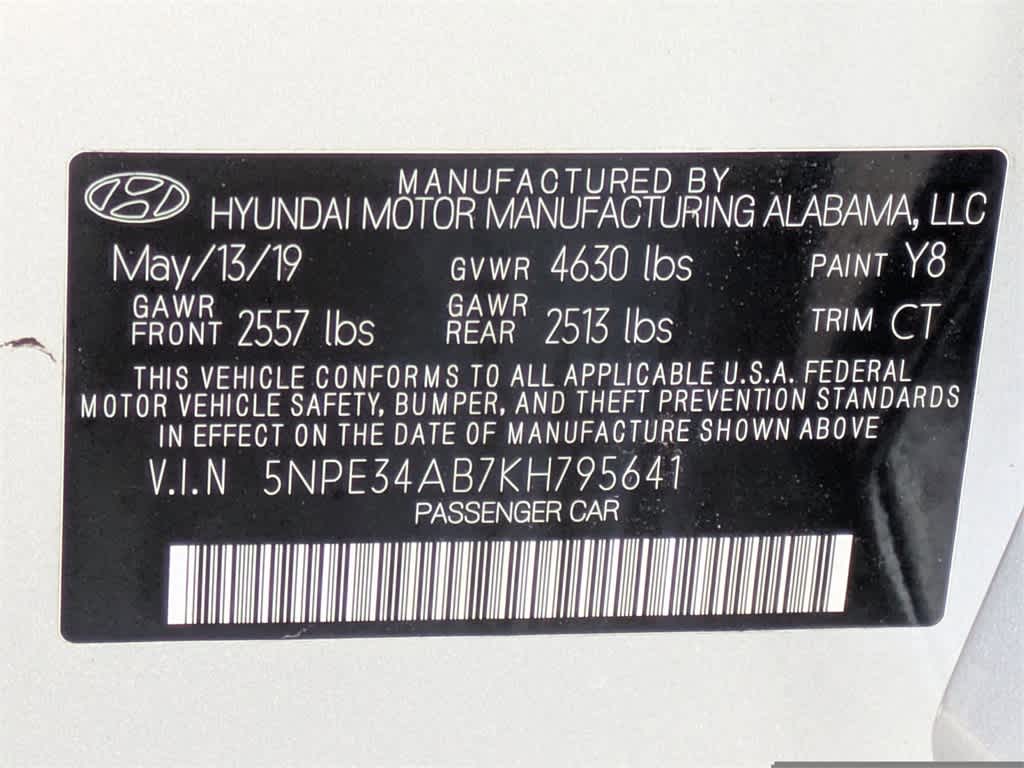 MANUFACTURED BY
HYUNDAI MOTOR MANUFACTURING ALABAMA, LLC
May/13/19 GVWR 4630 lbs PAINT Y8
GAWR FRONT 2557 lbs GAWR REAR 2513 lbs TRIM CT
THIS VEHICLE CONFORMS TO ALL APPLICABLE U.S.A. FEDERAL
MOTOR VEHICLE SAFETY, BUMPER, AND THEFT PREVENTION STANDARDS
IN EFFECT ON THE DATE OF MANUFACTURE SHOWN ABOVE
V.I.N 5NPE34AB7KH795641
PASSENGER CAR